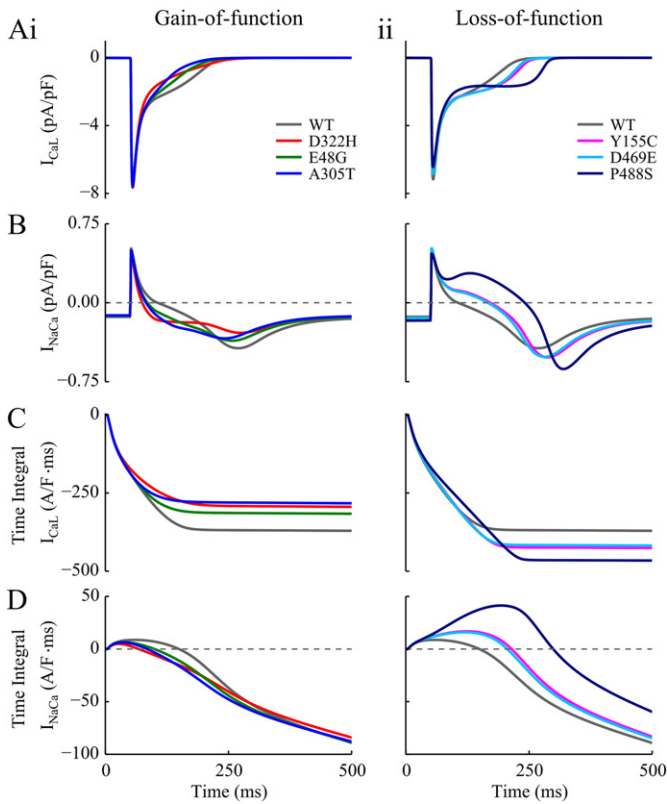 Gain-of-function
Loss-of-function
Ai
ii
I_CaL (pA/pF)
0
−4
−8
WT
D322H
E48G
A305T
WT
Y155C
D469E
P488S
B
I_NaCa (pA/pF)
0.75
0.00
−0.75
C
Time Integral
I_CaL (A/F ·ms)
0
−250
−500
D
Time Integral
I_NaCa (A/F ·ms)
50
0
−50
−100
0 250 500
Time (ms)
0 250 500
Time (ms)